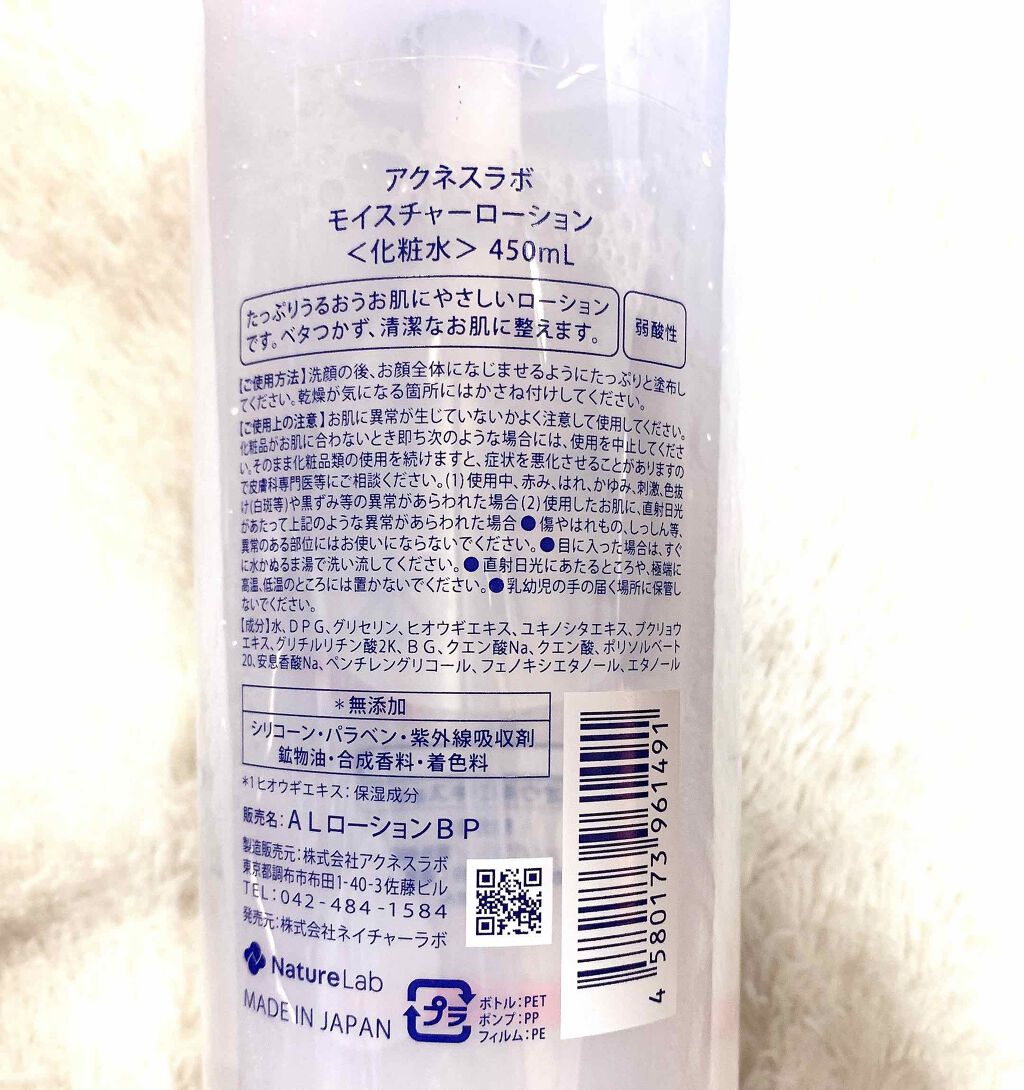 アクネスラボ
モイスチャーローション
＜化粧水＞ 450mL
たっぷりうるおうお肌にやさしいローション
です。ベタつかず、清潔なお肌に整えます。
弱酸性
【ご使用方法】洗顔の後、お顔全体になじませるようにたっぷりと塗布し
てください。乾燥が気になる箇所にはかさね付けしてください。
【ご使用上の注意】お肌に異常が生じていないかよく注意して使用してください。
化粧品がお肌に合わないとき即ち次のような場合には、使用を中止してくださ
い。そのまま化粧品類の使用を続けますと、症状を悪化させることがありますの
で皮膚科専門医等にご相談ください。(1)使用中、赤み、はれ、かゆみ、刺激、色抜
け(白斑等)や黒ずみ等の異常があらわれた場合(2)使用したお肌に、直射日光
があたって上記のような異常があらわれた場合●傷やはれもの、しっしん等、
異常のある部位にはお使いにならないでください。●目に入った場合は、すぐ
に水かぬるま湯で洗い流してください。●直射日光にあたるところや、極端に
高温、低温のところには置かないでください。●乳幼児の手の届く場所に保管し
ないでください。
【成分】水、DPG、グリセリン、ヒオウギエキス、ユキノシタエキス、ブクリョウ
エキス、グリチルリチン酸2K、BG、クエン酸Na、クエン酸、ポリソルベート
20、安息香酸Na、ペンチレングリコール、フェノキシエタノール、エタノール
＊無添加
シリコーン・パラベン・紫外線吸収剤
鉱物油・合成香料・着色料
*1 ヒオウギエキス：保湿成分
販売名：ALローションBP
製造販売元：株式会社アクネスラボ
東京都調布市布田1-40-3佐藤ビル
TEL：042-484-1584
発売元：株式会社ネイチャーラボ
NatureLab
MADE IN JAPAN
プラ
ボトル：PET
ポンプ：PP
フィルム：PE
4 580173 961491